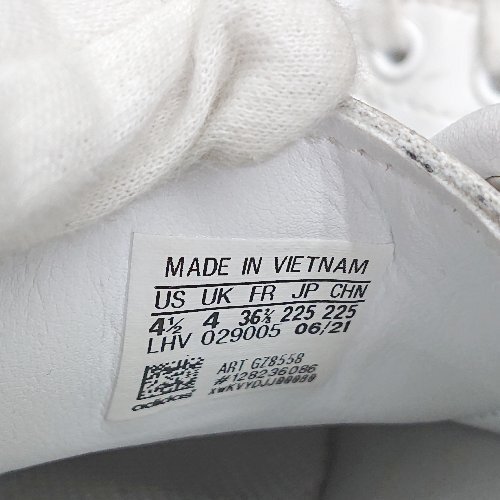 MADE IN VIETNAM
US UK FR JP CHN
4½ 4 36⅔ 225 225
LHV 029005 06/21
ART GZ8558
#128236086
adidas